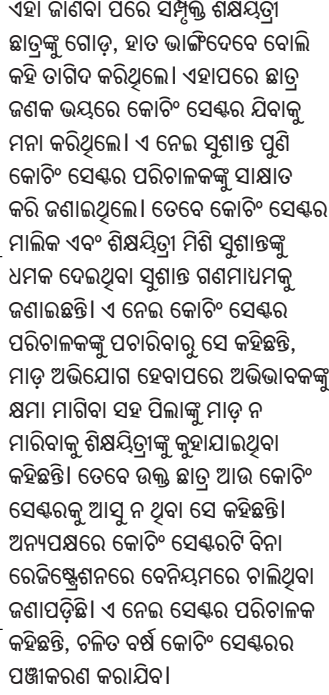 ଏହା ଜାଣିବା ପରେ ସମ୍ପୃକ୍ତ ଶିକ୍ଷୟିତ୍ରୀ
ଛାତ୍ରଙ୍କୁ ଗୋଡ଼, ହାତ ଭାଙ୍ଗିଦେବେ ବୋଲି
କହି ତାଗିଦ କରିଥିଲେ। ଏହାପରେ ଛାତ୍ର
ଜଣକ ଭୟରେ କୋଚିଂ ସେଣ୍ଟର ଯିବାକୁ
ମନା କରିଥିଲେ। ଏ ନେଇ ସୁଶାନ୍ତ ପୁଣି
କୋଚିଂ ସେଣ୍ଟର ପରିଚାଳକଙ୍କୁ ସାକ୍ଷାତ
କରି ଜଣାଇଥିଲେ। ତେବେ କୋଚିଂ ସେଣ୍ଟର
ମାଲିକ ଏବଂ ଶିକ୍ଷୟିତ୍ରୀ ମିଶି ସୁଶାନ୍ତଙ୍କୁ
ଧମକ ଦେଇଥିବା ସୁଶାନ୍ତ ଗଣମାଧ୍ୟମକୁ
ଜଣାଇଛନ୍ତି। ଏ ନେଇ କୋଚିଂ ସେଣ୍ଟର
ପରିଚାଳକଙ୍କୁ ପଚାରିବାରୁ ସେ କହିଛନ୍ତି,
ମାଡ଼ ଅଭିଯୋଗ ହେବାପରେ ଅଭିଭାବକଙ୍କୁ
କ୍ଷମା ମାଗିବା ସହ ପିଲାଙ୍କୁ ମାଡ଼ ନ
ମାରିବାକୁ ଶିକ୍ଷୟିତ୍ରୀଙ୍କୁ କୁହାଯାଇଥିବା
କହିଛନ୍ତି। ତେବେ ଉକ୍ତ ଛାତ୍ର ଆଉ କୋଚିଂ
ସେଣ୍ଟରକୁ ଆସୁ ନ ଥିବା ସେ କହିଛନ୍ତି।
ଅନ୍ୟପକ୍ଷରେ କୋଚିଂ ସେଣ୍ଟରଟି ବିନା
ରେଜିଷ୍ଟ୍ରେଶନରେ ବେନିୟମରେ ଚାଲିଥିବା
ଜଣାପଡ଼ିଛି। ଏ ନେଇ ସେଣ୍ଟର ପରିଚାଳକ
କହିଛନ୍ତି, ଚଳିତ ବର୍ଷ କୋଚିଂ ସେଣ୍ଟରର
ପଞ୍ଜୀକରଣ କରାଯିବ।